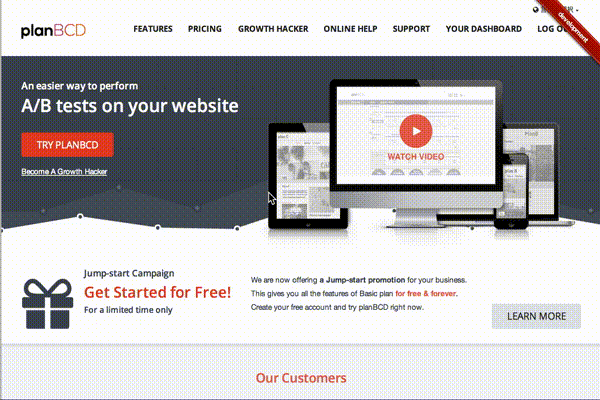 planBCD
FEATURES PRICING GROWTH HACKER ONLINE HELP SUPPORT YOUR DASHBOARD LOG
development
An easier way to perform
A/B tests on your website
TRY PLANBCD
Become A Growth Hacker
WATCH VIDEO
Jump-start Campaign
Get Started for Free!
For a limited time only
We are now offering a Jump-start promotion for your business.
This gives you all the features of Basic plan for free & forever.
Create your free account and try planBCD right now.
LEARN MORE
Our Customers